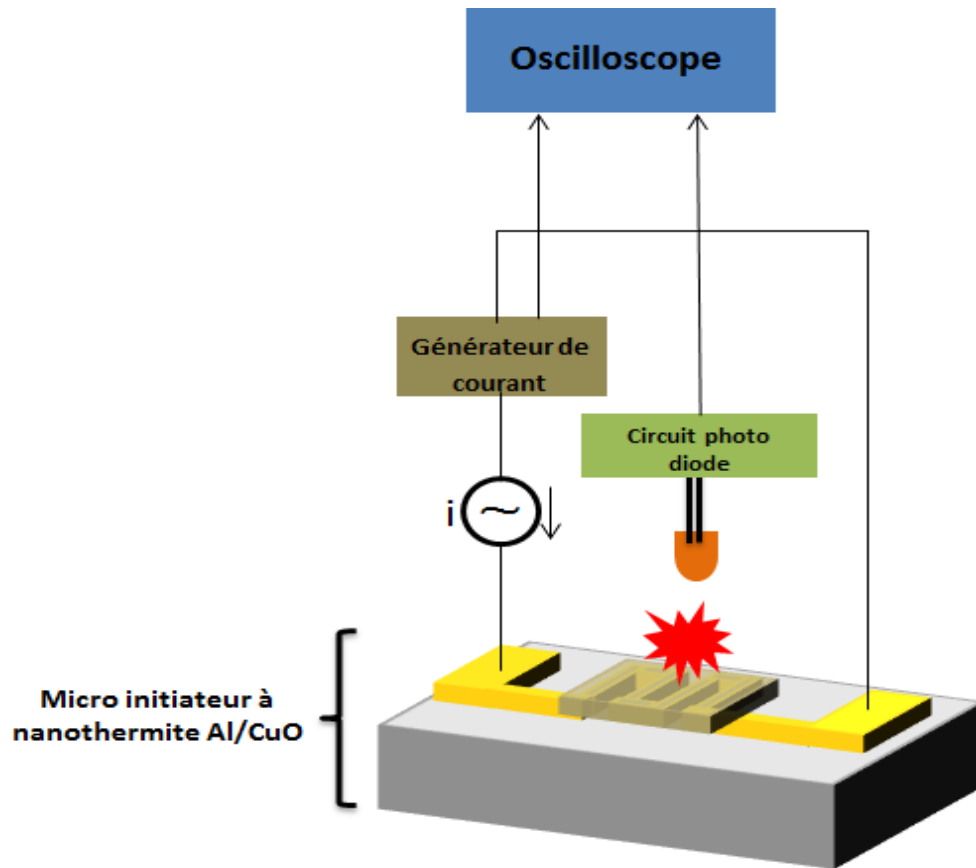 Oscilloscope
Générateur de
courant
Circuit photo
diode
i
~
Micro initiateur à
nanothermite Al/CuO